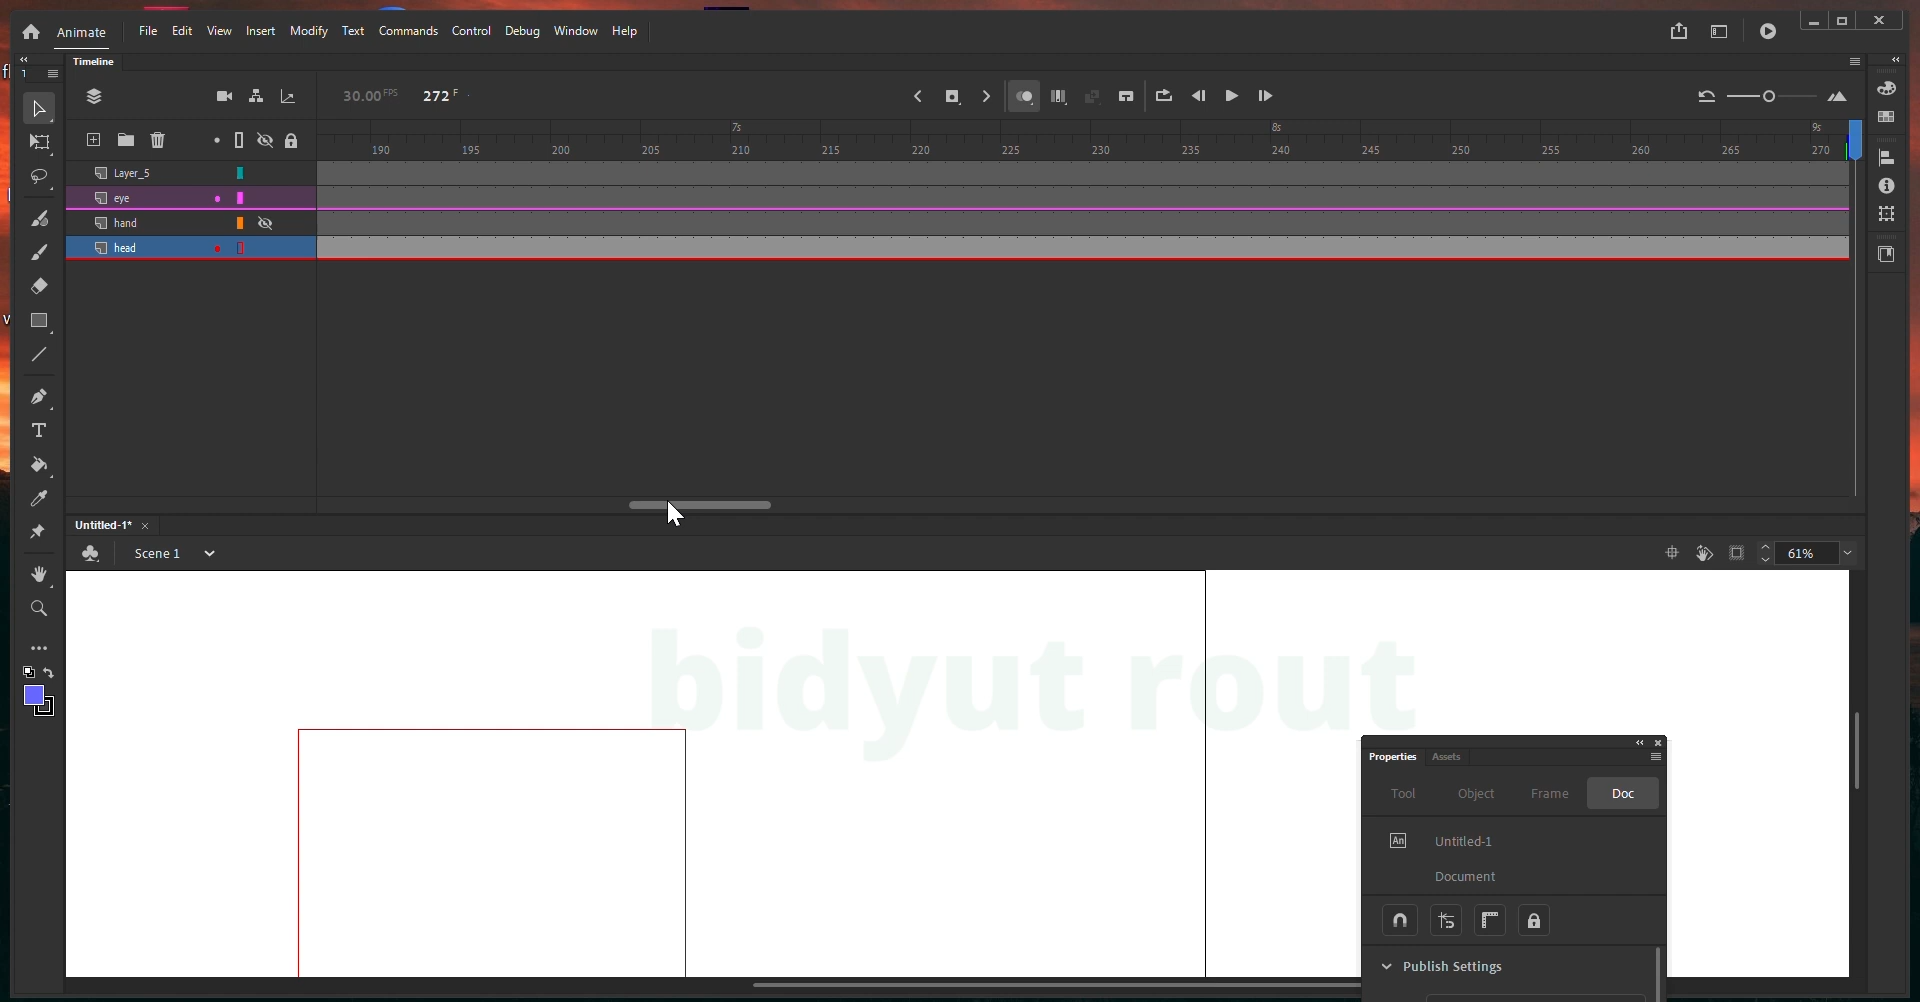 Animate File Edit View Insert Modify Text Commands Control Debug Window Help
Timeline
30.00 FPS 272 F
7s 8s 9s
190 195 200 205 210 215 220 225 230 235 240 245 250 255 260 265 270
Layer_5
eye
hand
head
Untitled-1*
Scene 1 61%
bidyut rout
Properties Assets
Tool Object Frame Doc
An Untitled-1
Document
Publish Settings